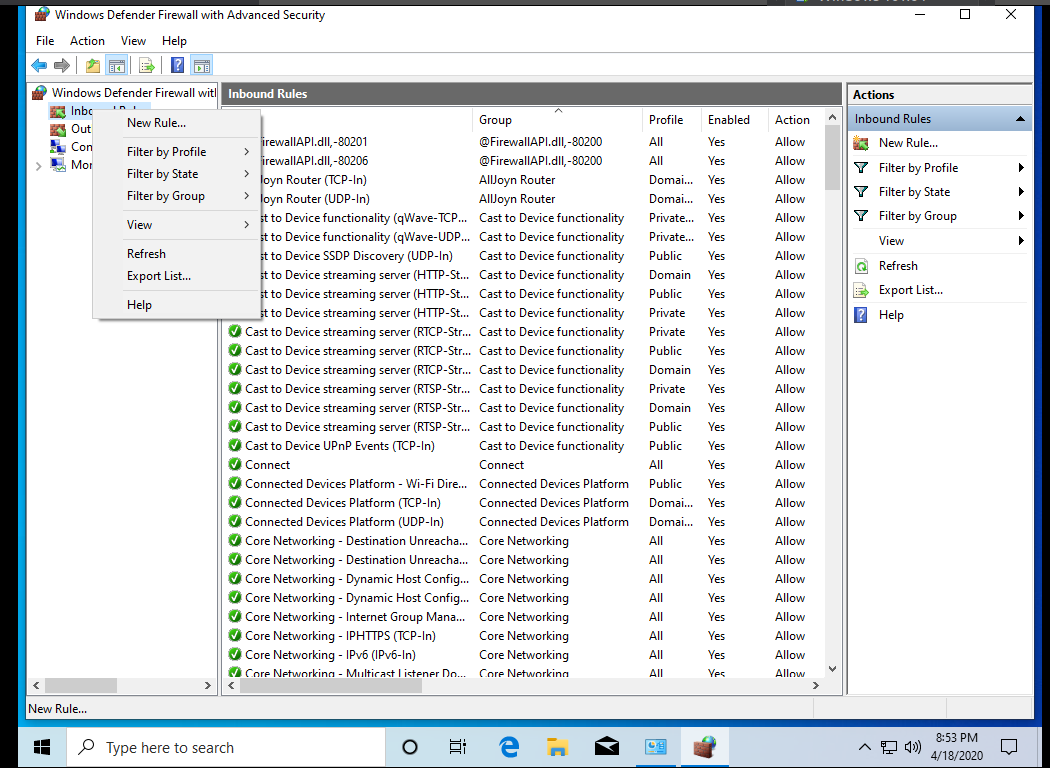 Windows Defender Firewall with Advanced Security
File Action View Help
Windows Defender Firewall with
Out
Con
Mor
New Rule...
Filter by Profile
Filter by State
Filter by Group
View
Refresh
Export List...
Help
Inbound Rules
Group Profile Enabled Action
irewallAPI.dll,-80201 @FirewallAPI.dll,-80200 All Yes Allow
irewallAPI.dll,-80206 @FirewallAPI.dll,-80200 All Yes Allow
Joyn Router (TCP-In) AllJoyn Router Domai... Yes Allow
Joyn Router (UDP-In) AllJoyn Router Domai... Yes Allow
st to Device functionality (qWave-TCP... Cast to Device functionality Private... Yes Allow
st to Device functionality (qWave-UDP... Cast to Device functionality Private... Yes Allow
st to Device SSDP Discovery (UDP-In) Cast to Device functionality Public Yes Allow
st to Device streaming server (HTTP-St... Cast to Device functionality Domain Yes Allow
st to Device streaming server (HTTP-St... Cast to Device functionality Public Yes Allow
st to Device streaming server (HTTP-St... Cast to Device functionality Private Yes Allow
Cast to Device streaming server (RTCP-Str... Cast to Device functionality Private Yes Allow
Cast to Device streaming server (RTCP-Str... Cast to Device functionality Public Yes Allow
Cast to Device streaming server (RTCP-Str... Cast to Device functionality Domain Yes Allow
Cast to Device streaming server (RTSP-Str... Cast to Device functionality Private Yes Allow
Cast to Device streaming server (RTSP-Str... Cast to Device functionality Domain Yes Allow
Cast to Device streaming server (RTSP-Str... Cast to Device functionality Public Yes Allow
Cast to Device UPnP Events (TCP-In) Cast to Device functionality Public Yes Allow
Connect Connect All Yes Allow
Connected Devices Platform - Wi-Fi Dire... Connected Devices Platform Public Yes Allow
Connected Devices Platform (TCP-In) Connected Devices Platform Domai... Yes Allow
Connected Devices Platform (UDP-In) Connected Devices Platform Domai... Yes Allow
Core Networking - Destination Unreacha... Core Networking All Yes Allow
Core Networking - Destination Unreacha... Core Networking All Yes Allow
Core Networking - Dynamic Host Config... Core Networking All Yes Allow
Core Networking - Dynamic Host Config... Core Networking All Yes Allow
Core Networking - Internet Group Mana... Core Networking All Yes Allow
Core Networking - IPHTTPS (TCP-In) Core Networking All Yes Allow
Core Networking - IPv6 (IPv6-In) Core Networking All Yes Allow
Core Networking - Multicast Listener Do... Core Networking All Yes Allow
Actions
Inbound Rules
New Rule...
Filter by Profile
Filter by State
Filter by Group
View
Refresh
Export List...
Help
New Rule...
Type here to search
8:53 PM
4/18/2020